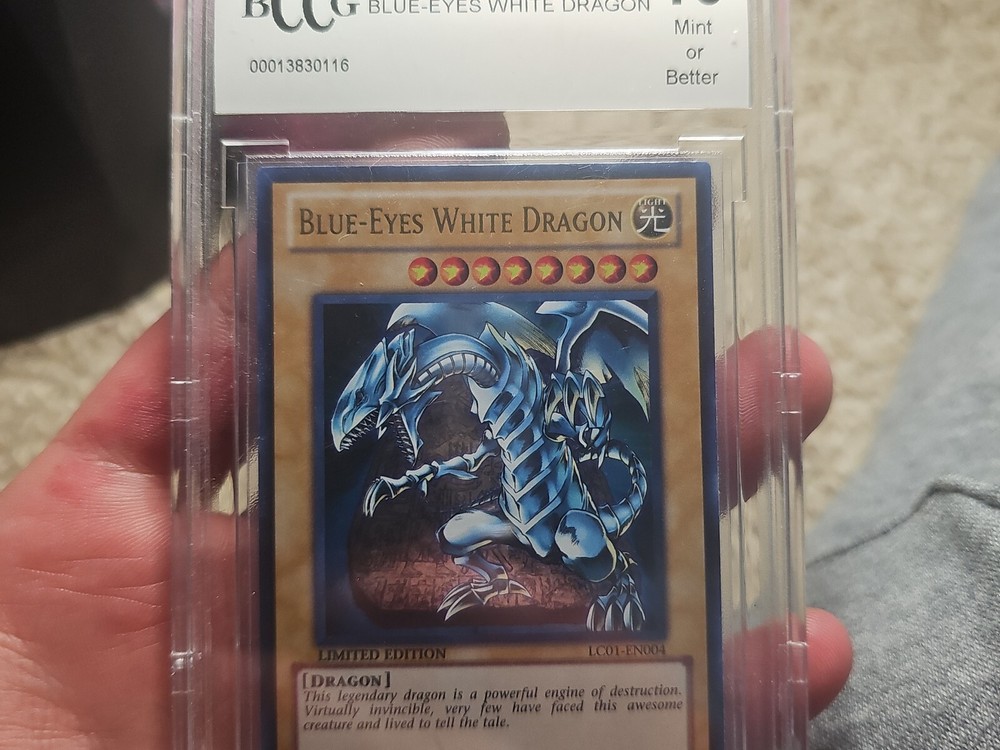 BCCG BLUE-EYES WHITE DRAGON 10
Mint
or
Better
00013830116
BLUE-EYES WHITE DRAGON
LIGHT
光
LIMITED EDITION LC01-EN004
[DRAGON]
This legendary dragon is a powerful engine of destruction.
Virtually invincible, very few have faced this awesome
creature and lived to tell the tale.